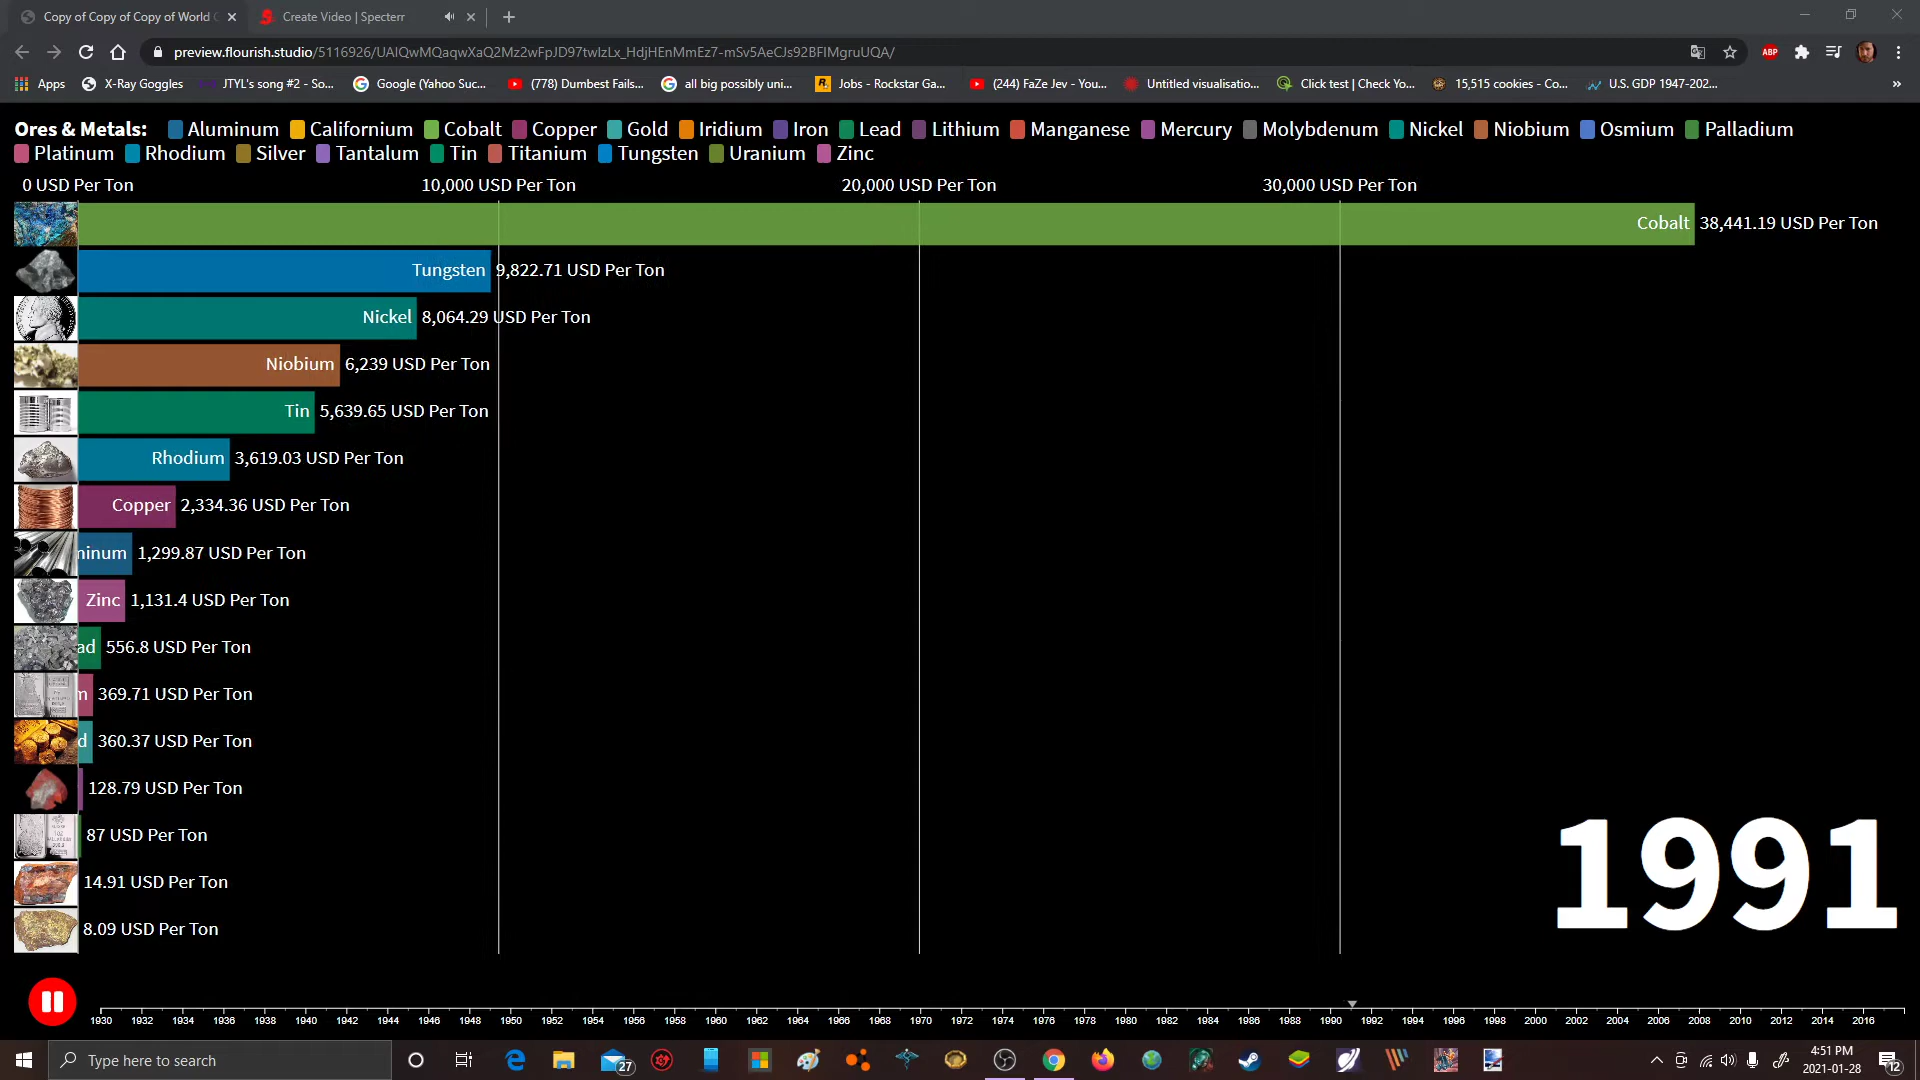 Copy of Copy of Copy of World
Create Video | Specterr
preview.flourish.studio/5116926/UAlQwMQaqwXaQ2Mz2wFpJD97twlzLx_HdjHEnMmEz7-mSv5AeCJs92BFlMgruUQA/
ABP
Apps X-Ray Goggles JTYL's song #2 - So... Google (Yahoo Suc... (778) Dumbest Fails... all big possibly uni... Jobs - Rockstar Ga... (244) FaZe Jev - You... Untitled visualisatio... Click test | Check Yo... 15,515 cookies - Co... U.S. GDP 1947-202... »
Ores & Metals: Aluminum Californium Cobalt Copper Gold Iridium Iron Lead Lithium Manganese Mercury Molybdenum Nickel Niobium Osmium Palladium
Platinum Rhodium Silver Tantalum Tin Titanium Tungsten Uranium Zinc
0 USD Per Ton 10,000 USD Per Ton 20,000 USD Per Ton 30,000 USD Per Ton
Cobalt 38,441.19 USD Per Ton
Tungsten 9,822.71 USD Per Ton
Nickel 8,064.29 USD Per Ton
Niobium 6,239 USD Per Ton
Tin 5,639.65 USD Per Ton
Rhodium 3,619.03 USD Per Ton
Copper 2,334.36 USD Per Ton
minum 1,299.87 USD Per Ton
Zinc 1,131.4 USD Per Ton
ad 556.8 USD Per Ton
m 369.71 USD Per Ton
d 360.37 USD Per Ton
128.79 USD Per Ton
87 USD Per Ton
14.91 USD Per Ton
8.09 USD Per Ton
1991
1930 1932 1934 1936 1938 1940 1942 1944 1946 1948 1950 1952 1954 1956 1958 1960 1962 1964 1966 1968 1970 1972 1974 1976 1978 1980 1982 1984 1986 1988 1990 1992 1994 1996 1998 2000 2002 2004 2006 2008 2010 2012 2014 2016
Type here to search
27
4:51 PM
2021-01-28
12